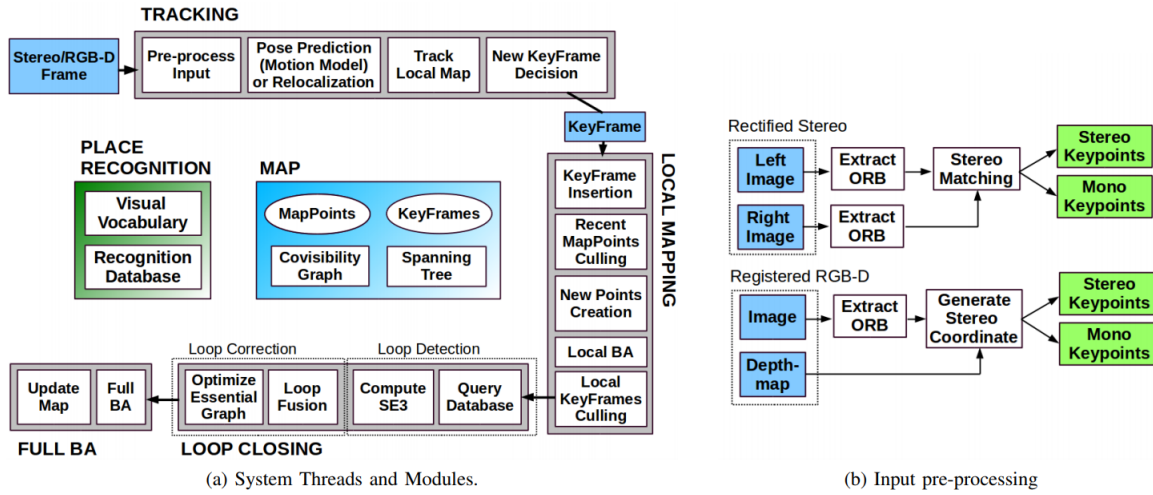 TRACKING
Stereo/RGB-D
Frame
Pre-process
Input
Pose Prediction
(Motion Model)
or Relocalization
Track
Local Map
New KeyFrame
Decision
KeyFrame
PLACE
RECOGNITION
Visual
Vocabulary
Recognition
Database
MAP
MapPoints
KeyFrames
Covisibility
Graph
Spanning
Tree
LOCAL MAPPING
KeyFrame
Insertion
Recent
MapPoints
Culling
New Points
Creation
Local BA
Local
KeyFrames
Culling
Loop Correction
Loop Detection
Update
Map
Full
BA
Optimize
Essential
Graph
Loop
Fusion
Compute
SE3
Query
Database
FULL BA
LOOP CLOSING
(a) System Threads and Modules.
Rectified Stereo
Left
Image
Extract
ORB
Stereo
Matching
Stereo
Keypoints
Mono
Keypoints
Right
Image
Extract
ORB
Registered RGB-D
Image
Extract
ORB
Generate
Stereo
Coordinate
Stereo
Keypoints
Mono
Keypoints
Depth-
map
(b) Input pre-processing